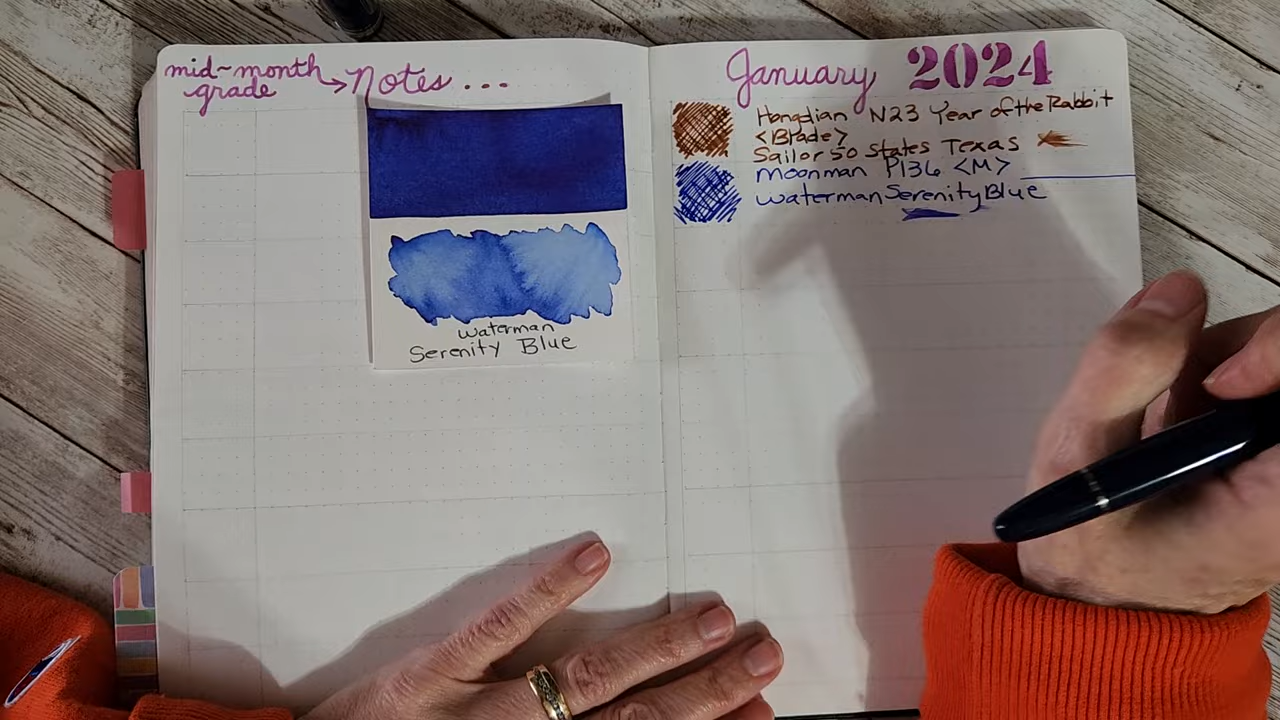 mid~month
grade → Notes ...
Waterman
Serenity Blue
January 2024
Hongdian N23 Year of the Rabbit
<Blade>
Sailor 50 States Texas
Moonman P136 <M>
Waterman Serenity Blue